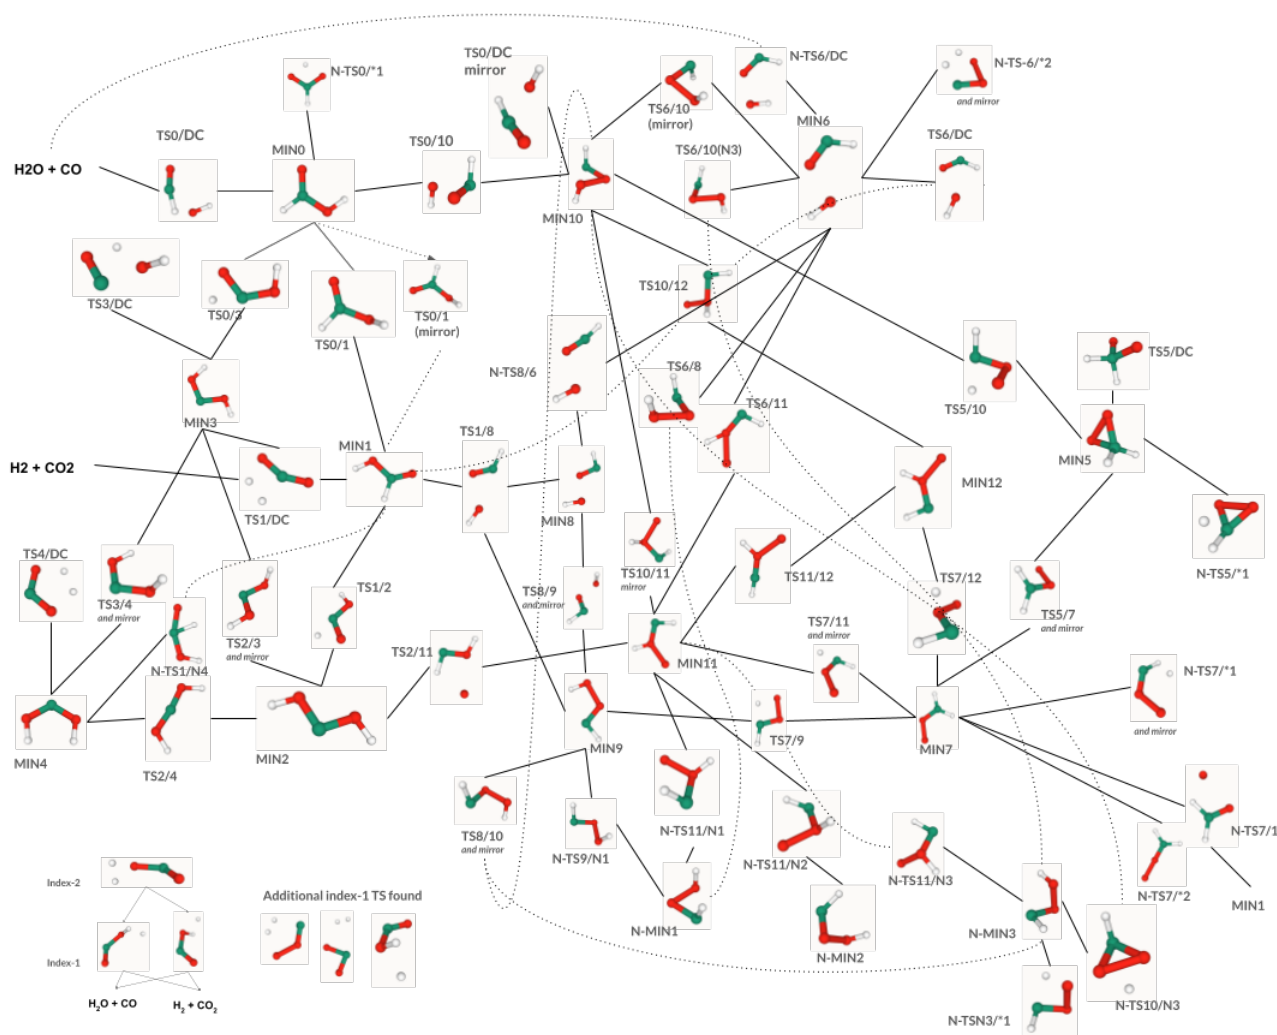 TS0/DC
mirror
N-TS6/DC
N-TS0/*1
N-TS-6/*2
and mirror
TS6/10
(mirror)
MIN6
TS0/DC
TS0/10
TS6/DC
MIN0
TS6/10(N3)
H2O + CO
MIN10
TS10/12
TS3/DC
TS0/3
TS0/1
TS0/1
(mirror)
TS5/DC
N-TS8/6
TS6/8
TS5/10
TS6/11
MIN3
TS1/8
MIN1
MIN5
H2 + CO2
MIN12
TS1/DC
MIN8
N-TS5/*1
TS4/DC
TS10/11
mirror
TS11/12
TS7/12
TS3/4
and mirror
TS1/2
TS8/9
and mirror
TS5/7
and mirror
TS2/3
and mirror
TS7/11
and mirror
TS2/11
MIN11
N-TS1/N4
N-TS7/*1
and mirror
MIN4
TS2/4
MIN2
MIN9
TS7/9
MIN7
TS8/10
and mirror
N-TS9/N1
N-TS11/N1
N-TS11/N2
N-TS11/N3
N-TS7/1
N-TS7/*2
MIN1
Index-2
Additional index-1 TS found
N-MIN1
N-MIN2
N-MIN3
Index-1
H2O + CO
H2 + CO2
N-TS10/N3
N-TSN3/*1